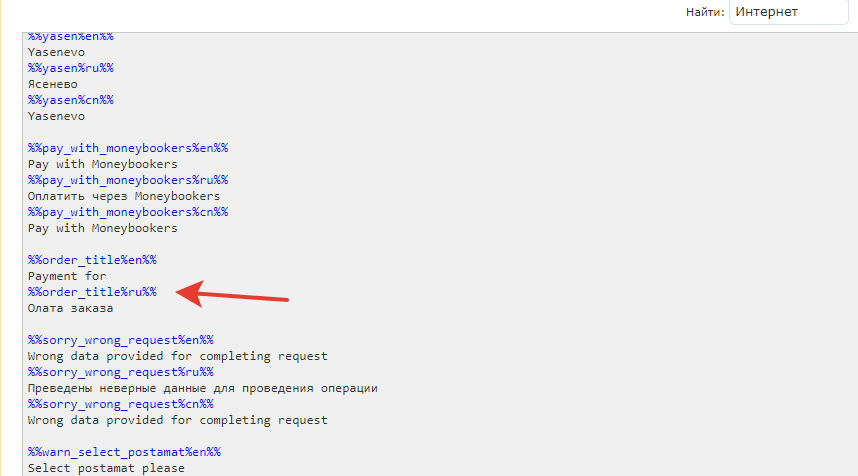 Найти: Интернет
%%yasen%en%%
Yasenevo
%%yasen%ru%%
Ясенево
%%yasen%cn%%
Yasenevo
%%pay_with_moneybookers%en%%
Pay with Moneybookers
%%pay_with_moneybookers%ru%%
Оплатить через Moneybookers
%%pay_with_moneybookers%cn%%
Pay with Moneybookers
%%order_title%en%%
Payment for
%%order_title%ru%%
Олата заказа
%%sorry_wrong_request%en%%
Wrong data provided for completing request
%%sorry_wrong_request%ru%%
Преведены неверные данные для проведения операции
%%sorry_wrong_request%cn%%
Wrong data provided for completing request
%%warn_select_postamat%en%%
Select postamat please